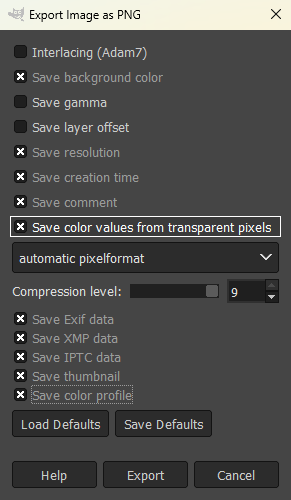 Export Image as PNG
Interlacing (Adam7)
Save background color
Save gamma
Save layer offset
Save resolution
Save creation time
Save comment
Save color values from transparent pixels
automatic pixelformat
Compression level: 9
Save Exif data
Save XMP data
Save IPTC data
Save thumbnail
Save color profile
Load Defaults Save Defaults
Help Export Cancel